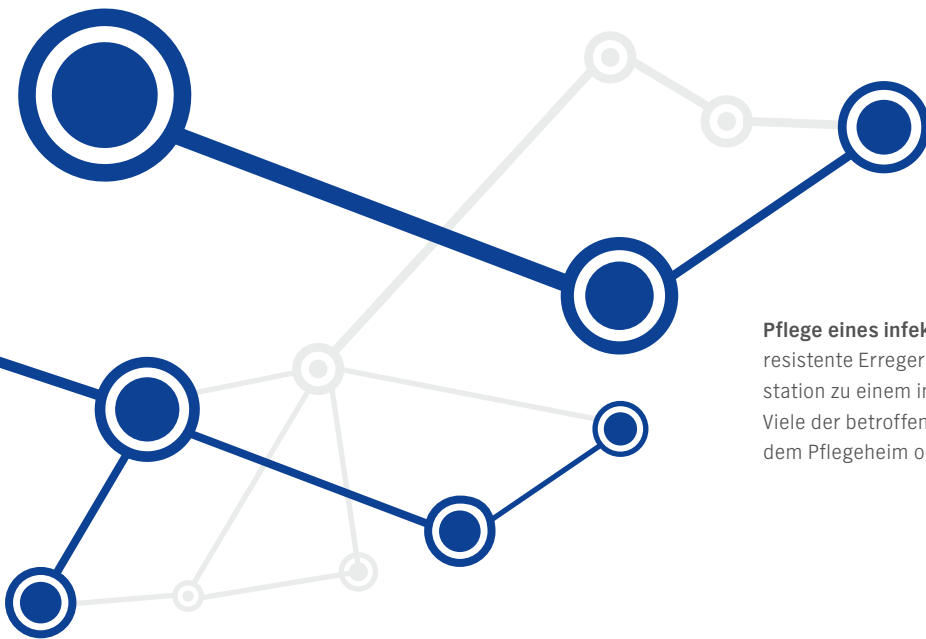 Pflege eines infek
resistente Erreger
station zu einem in
Viele der betroffen
dem Pflegeheim o